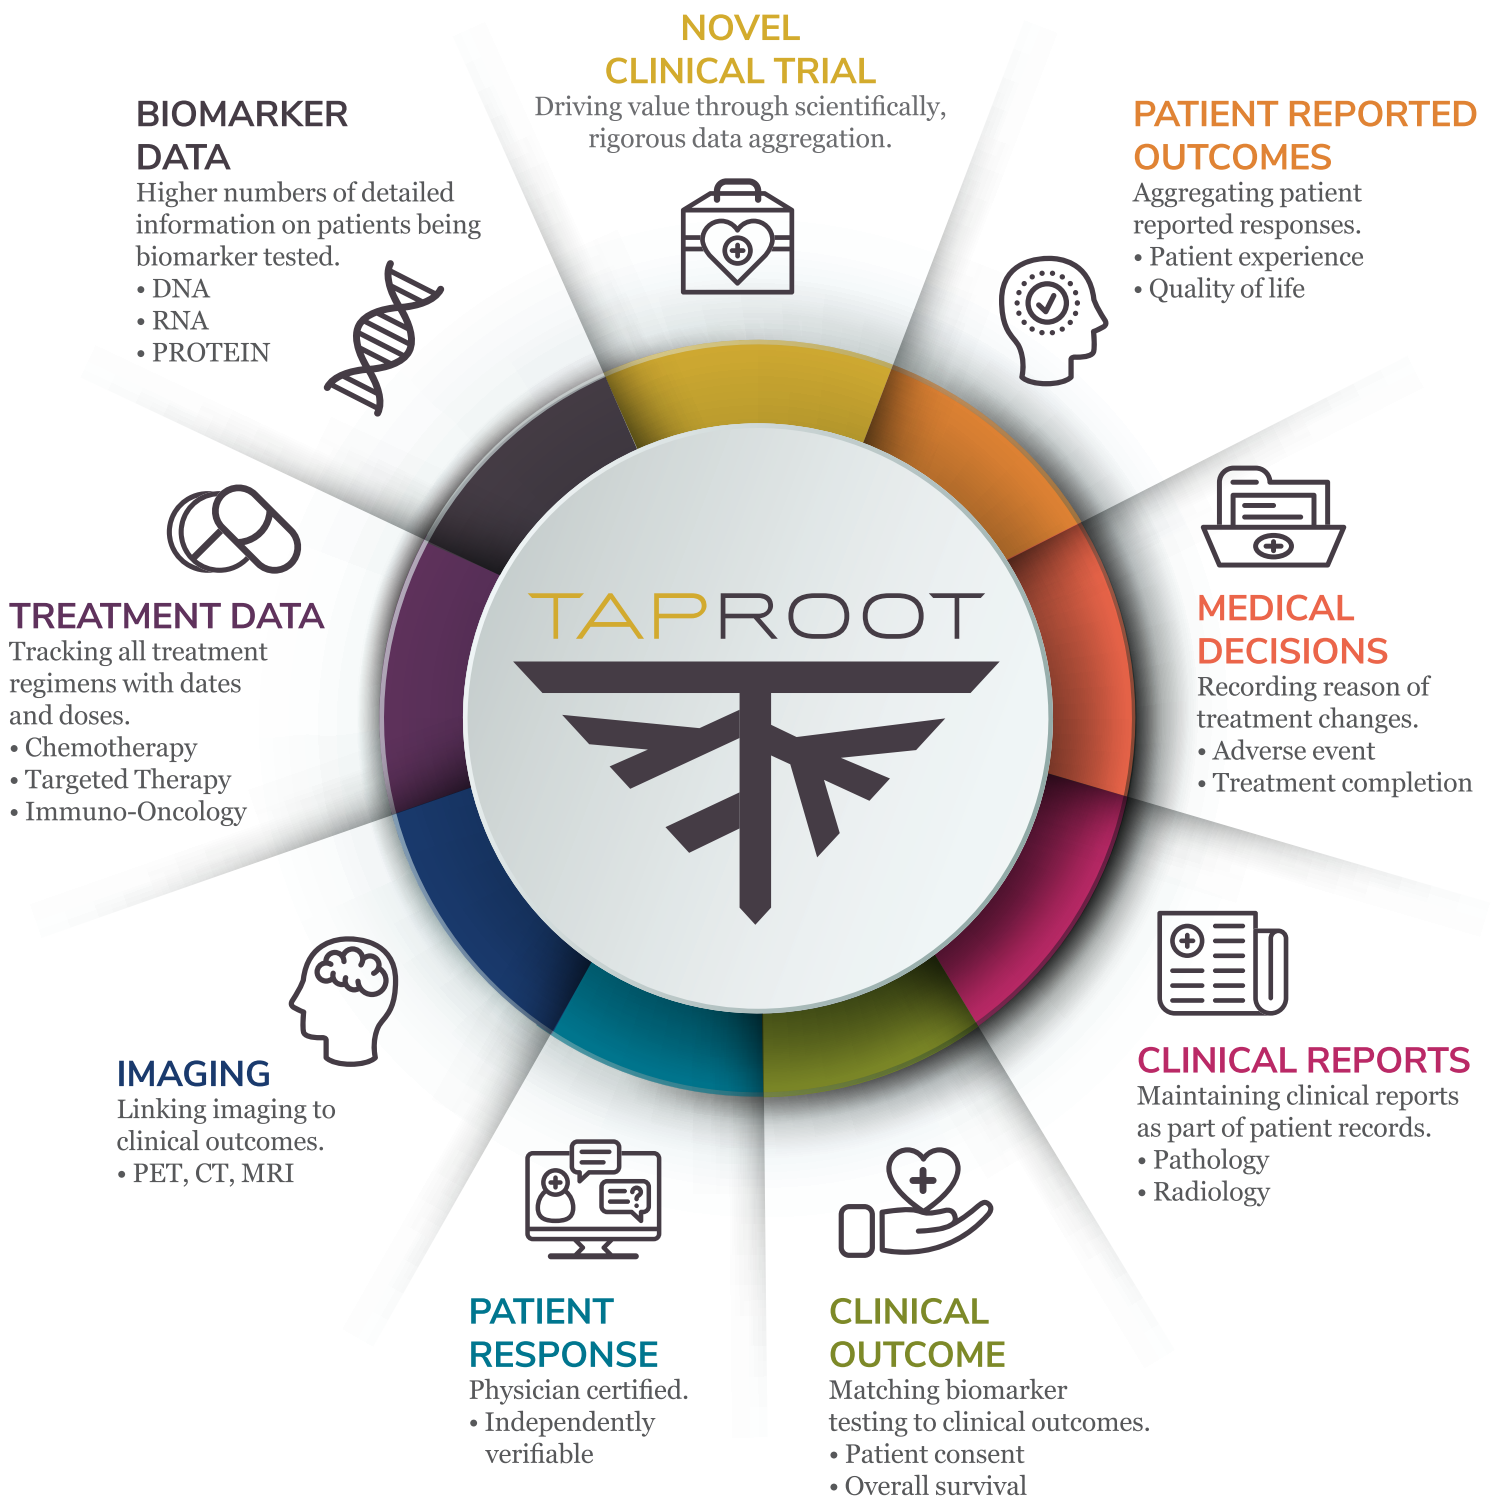 NOVEL
CLINICAL TRIAL
Driving value through scientifically,
rigorous data aggregation.
PATIENT REPORTED
OUTCOMES
Aggregating patient
reported responses.
• Patient experience
• Quality of life
MEDICAL
DECISIONS
Recording reason of
treatment changes.
• Adverse event
• Treatment completion
CLINICAL REPORTS
Maintaining clinical reports
as part of patient records.
• Pathology
• Radiology
CLINICAL
OUTCOME
Matching biomarker
testing to clinical outcomes.
• Patient consent
• Overall survival
PATIENT
RESPONSE
Physician certified.
• Independently
verifiable
IMAGING
Linking imaging to
clinical outcomes.
• PET, CT, MRI
TREATMENT DATA
Tracking all treatment
regimens with dates
and doses.
• Chemotherapy
• Targeted Therapy
• Immuno-Oncology
BIOMARKER
DATA
Higher numbers of detailed
information on patients being
biomarker tested.
• DNA
• RNA
• PROTEIN
TAPROOT